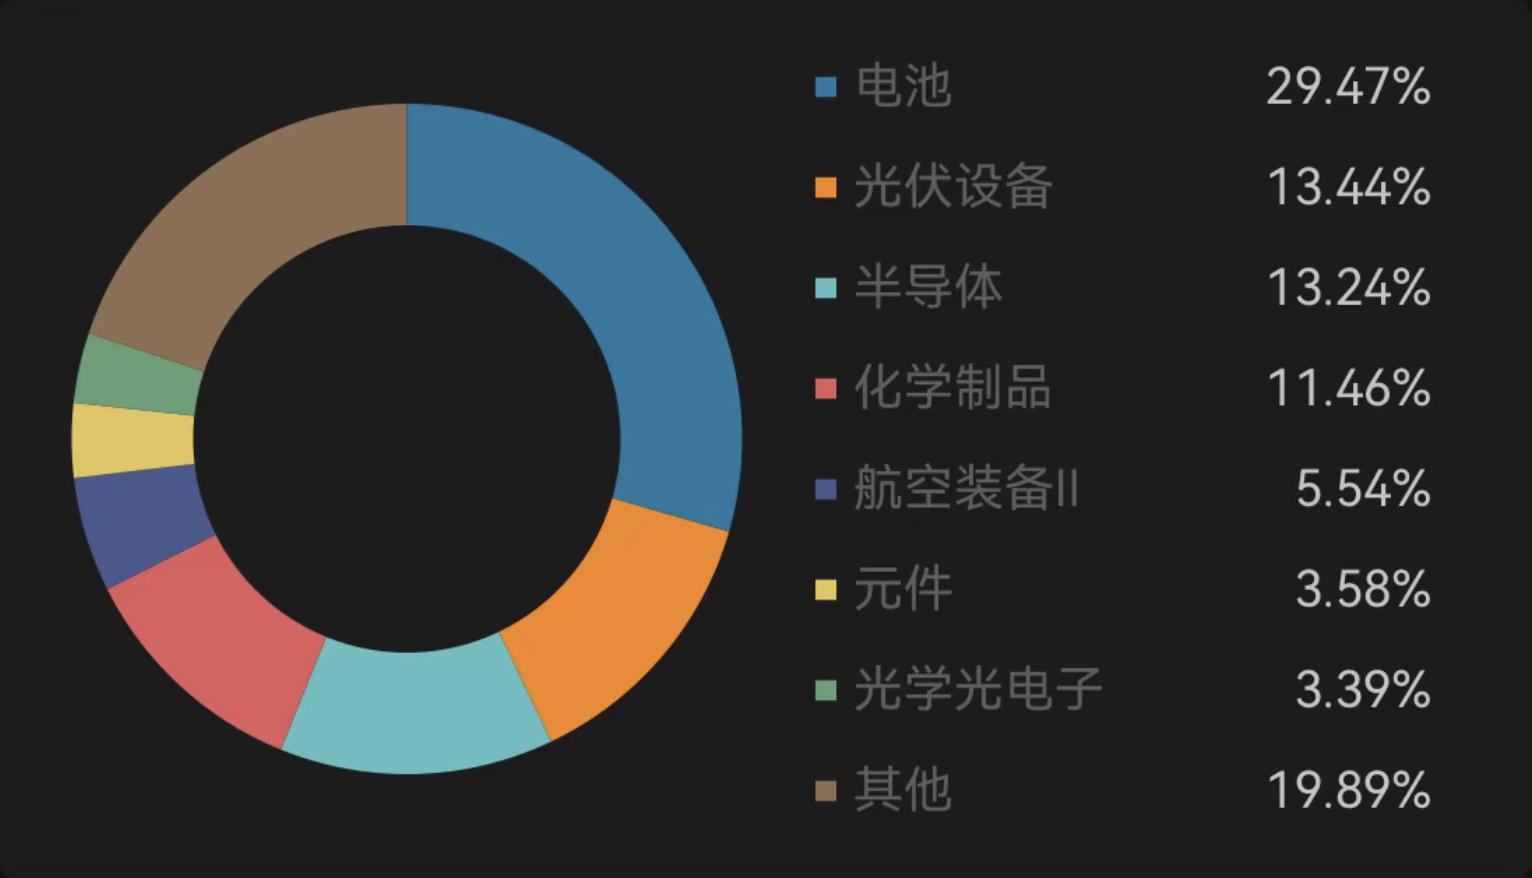 电池 29.47%
光伏设备 13.44%
半导体 13.24%
化学制品 11.46%
航空装备II 5.54%
元件 3.58%
光学光电子 3.39%
其他 19.89%